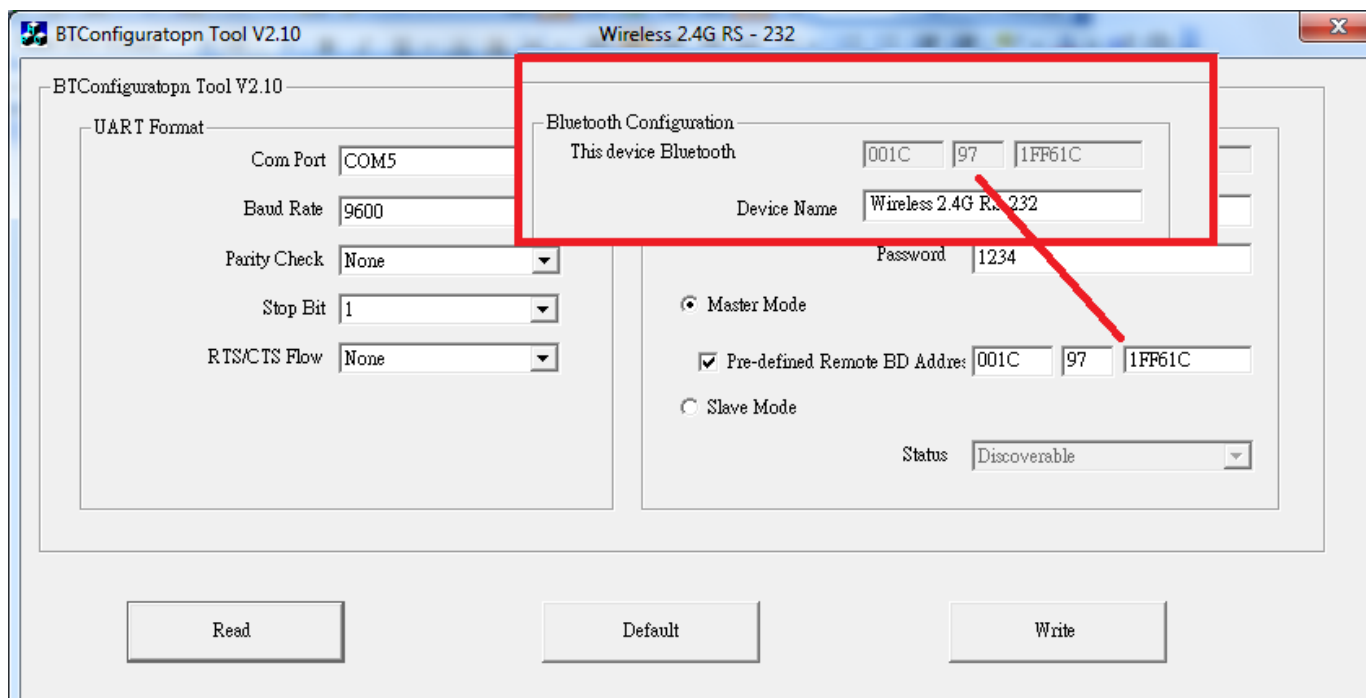 BTConfiguratopn Tool V2.10 Wireless 2.4G RS - 232
BTConfiguratopn Tool V2.10
UART Format
Com Port COM5
Baud Rate 9600
Parity Check None
Stop Bit 1
RTS/CTS Flow None
Bluetooth Configuration
This device Bluetooth 001C 97 1FF61C
Device Name Wireless 2.4G RS-232
Password 1234
Master Mode
Pre-defined Remote BD Addres 001C 97 1FF61C
Slave Mode
Status Discoverable
Read Default Write